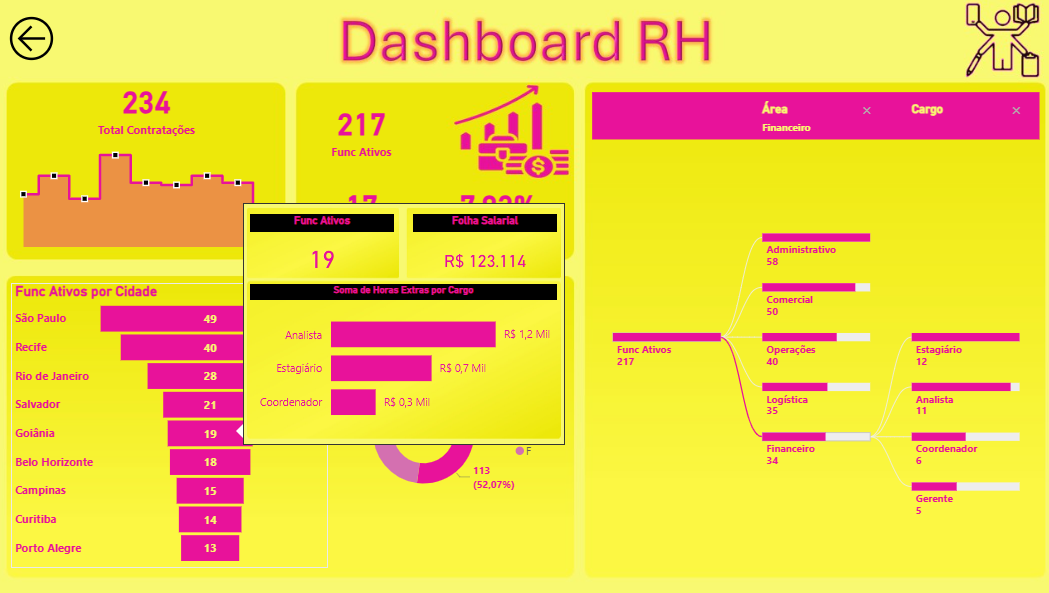 Dashboard RH
234
Total Contratações
217
Func Ativos
17
7,83%
Func Ativos
19
Folha Salarial
R$ 123.114
Soma de Horas Extras por Cargo
Analista
R$ 1,2 Mil
Estagiário
R$ 0,7 Mil
Coordenador
R$ 0,3 Mil
Func Ativos por Cidade
São Paulo
49
Recife
40
Rio de Janeiro
28
Salvador
21
Goiânia
19
Belo Horizonte
18
Campinas
15
Curitiba
14
Porto Alegre
13
F
113
(52,07%)
Área
Financeiro
Cargo
Administrativo
58
Comercial
50
Func Ativos
217
Operações
40
Logística
35
Financeiro
34
Estagiário
12
Analista
11
Coordenador
6
Gerente
5